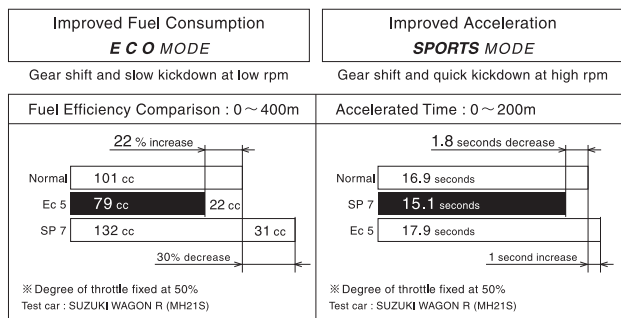 Improved Fuel Consumption
ECO MODE
Gear shift and slow kickdown at low rpm
Improved Acceleration
SPORTS MODE
Gear shift and quick kickdown at high rpm
Fuel Efficiency Comparison : 0〜400m
22 % increase
Normal 101 cc
Ec 5 79 cc 22 cc
SP 7 132 cc 31 cc
30% decrease
※Degree of throttle fixed at 50%
Test car : SUZUKI WAGON R (MH21S)
Accelerated Time : 0〜200m
1.8 seconds decrease
Normal 16.9 seconds
SP 7 15.1 seconds
Ec 5 17.9 seconds
1 second increase
※Degree of throttle fixed at 50%
Test car : SUZUKI WAGON R (MH21S)